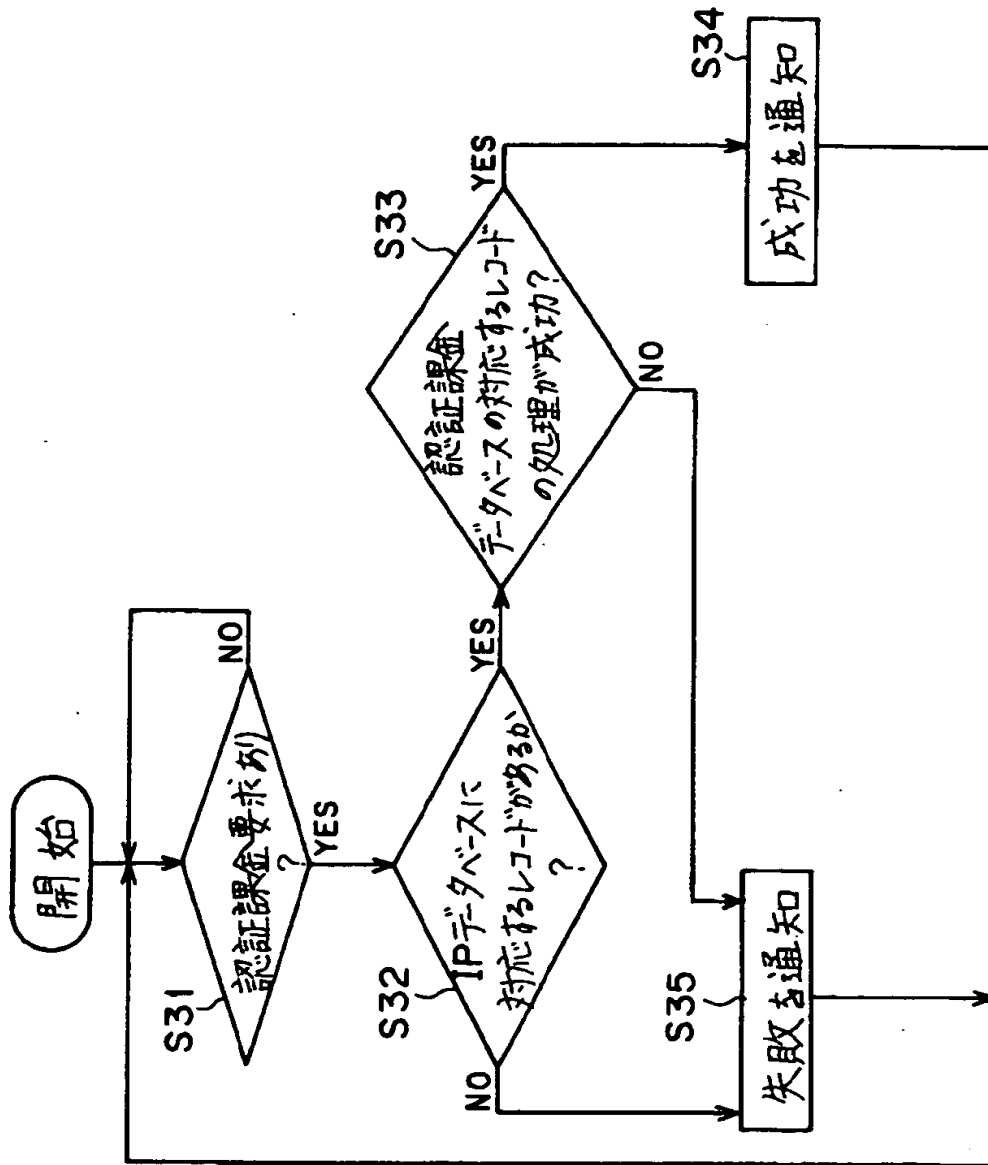 開始
S31
認証課金要求あり
?
NO
YES
S32
IPデータベースに
対応するレコードがあるか
?
NO
YES
S33
認証課金
データベースの対応するレコード
の処理が成功?
YES
NO
S34
成功を通知
S35
失敗を通知